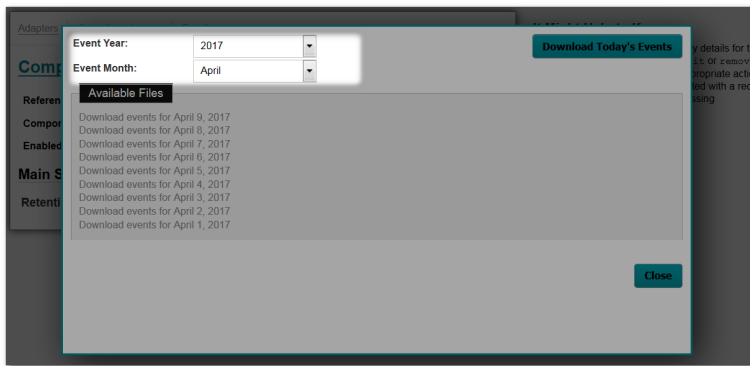 Adapters
Event Year:
2017
Download Today's Events
Event Month:
April
Available Files
Download events for April 9, 2017
Download events for April 8, 2017
Download events for April 7, 2017
Download events for April 6, 2017
Download events for April 5, 2017
Download events for April 4, 2017
Download events for April 3, 2017
Download events for April 2, 2017
Download events for April 1, 2017
Close
Comp
Referen
Compor
Enabled
Main S
Retenti
y details for t
it or remov
propriate acti
ted with a rec
ssing